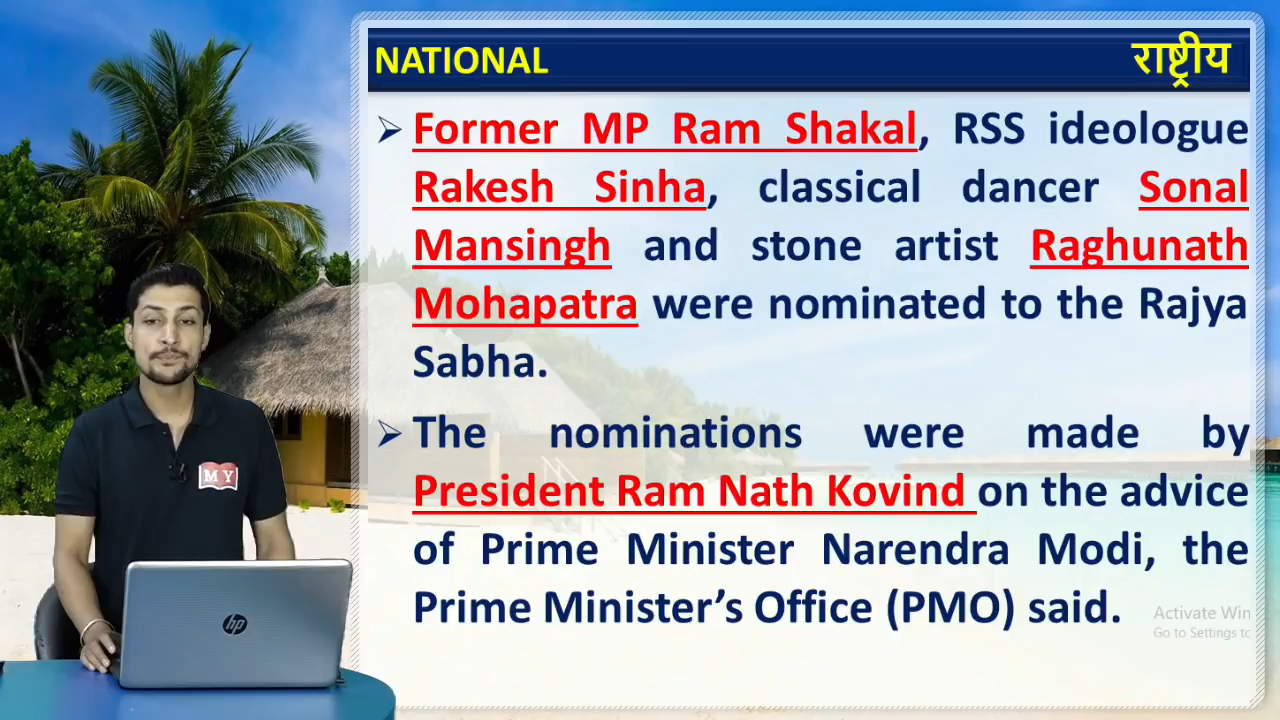 NATIONAL राष्ट्रीय
➢ Former MP Ram Shakal, RSS ideologue
Rakesh Sinha, classical dancer Sonal
Mansingh and stone artist Raghunath
Mohapatra were nominated to the Rajya
Sabha.
➢ The nominations were made by
President Ram Nath Kovind on the advice
of Prime Minister Narendra Modi, the
Prime Minister’s Office (PMO) said.
M Y
hp
Activate Win
Go to Settings tc